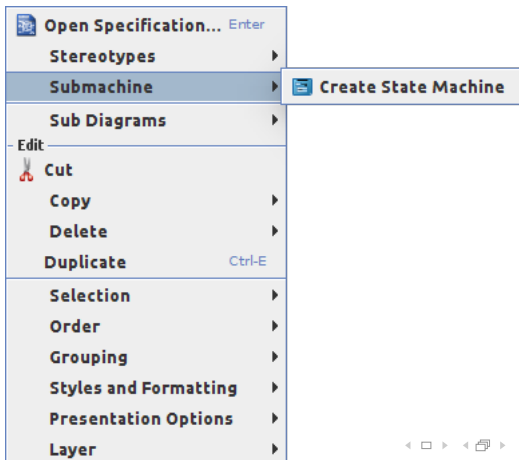 Open Specification... Enter
Stereotypes
Submachine
Create State Machine
Sub Diagrams
Edit
Cut
Copy
Delete
Duplicate Ctrl-E
Selection
Order
Grouping
Styles and Formatting
Presentation Options
Layer